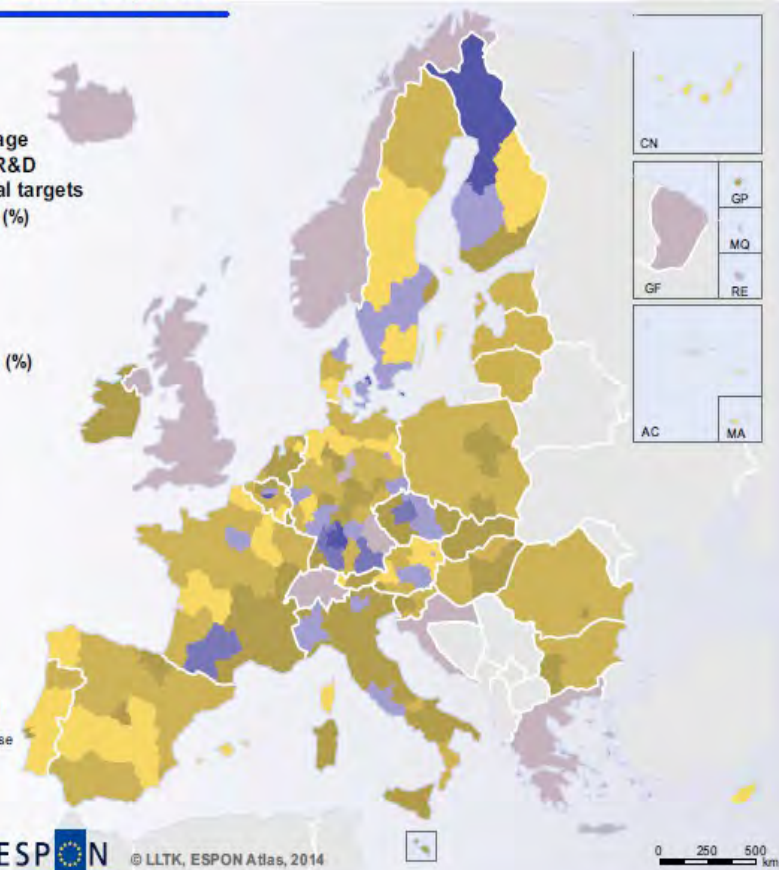 age
R&D
al targets
(%)
(%)
CN
GP
MQ
GF
RE
AC
MA
se
ESPON
© LLTK, ESPON Atlas, 2014
0 250 500
km